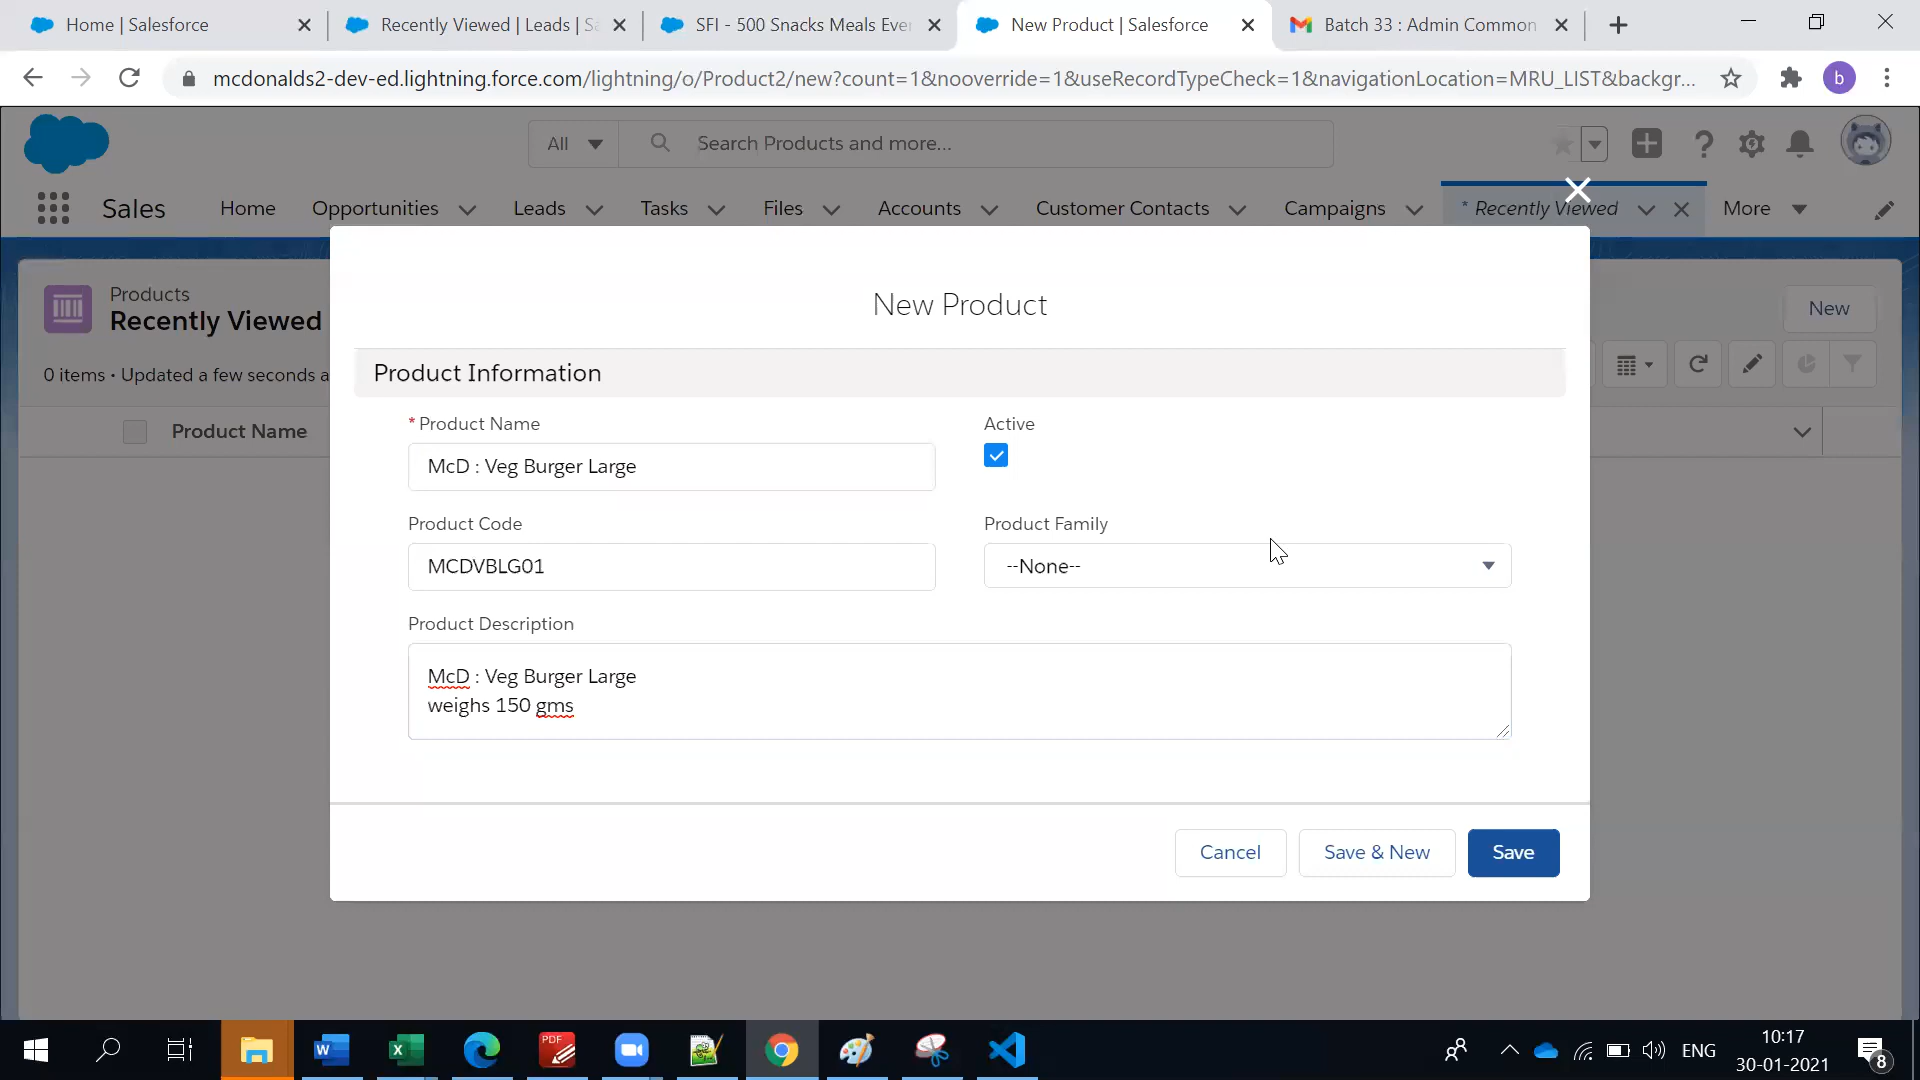 Home | Salesforce
Recently Viewed | Leads | Sa
SFI - 500 Snacks Meals Even
New Product | Salesforce
Batch 33 : Admin Common
mcdonalds2-dev-ed.lightning.force.com/lightning/o/Product2/new?count=1&nooverride=1&useRecordTypeCheck=1&navigationLocation=MRU_LIST&backgr...
b
All
Search Products and more...
Sales
Home
Opportunities
Leads
Tasks
Files
Accounts
Customer Contacts
Campaigns
* Recently Viewed
More
Products
Recently Viewed
New
0 items • Updated a few seconds a
Product Name
New Product
Product Information
* Product Name
McD : Veg Burger Large
Active
Product Code
MCDVBLG01
Product Family
--None--
Product Description
McD : Veg Burger Large
weighs 150 gms
Cancel
Save & New
Save
PDF
ENG
10:17
30-01-2021
8